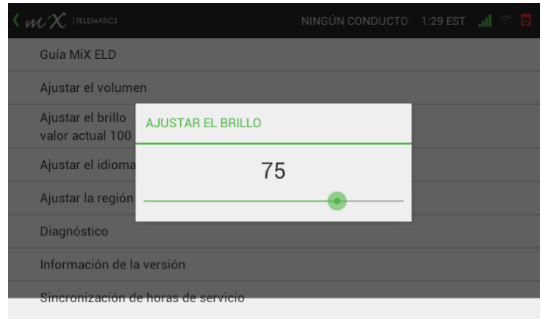 MiX TELEMATICS NINGÚN CONDUCTO 1:29 EST
Guía MiX ELD
Ajustar el volumen
Ajustar el brillo
valor actual 100
AJUSTAR EL BRILLO
75
Ajustar el idioma
Ajustar la región
Diagnóstico
Información de la versión
Sincronización de horas de servicio